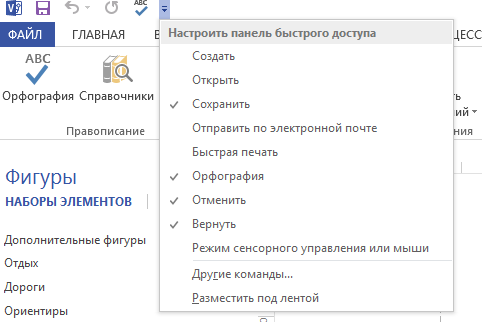 ABC
Настроить панель быстрого доступа
ФАЙЛ ГЛАВНАЯ
Создать
Открыть
Сохранить
Отправить по электронной почте
Быстрая печать
Орфография
Отменить
Вернуть
Режим сенсорного управления или мыши
Другие команды...
Разместить под лентой
ABC
Орфография Справочники
Правописание
Фигуры
НАБОРЫ ЭЛЕМЕНТОВ
Дополнительные фигуры
Отдых
Дороги
Ориентиры